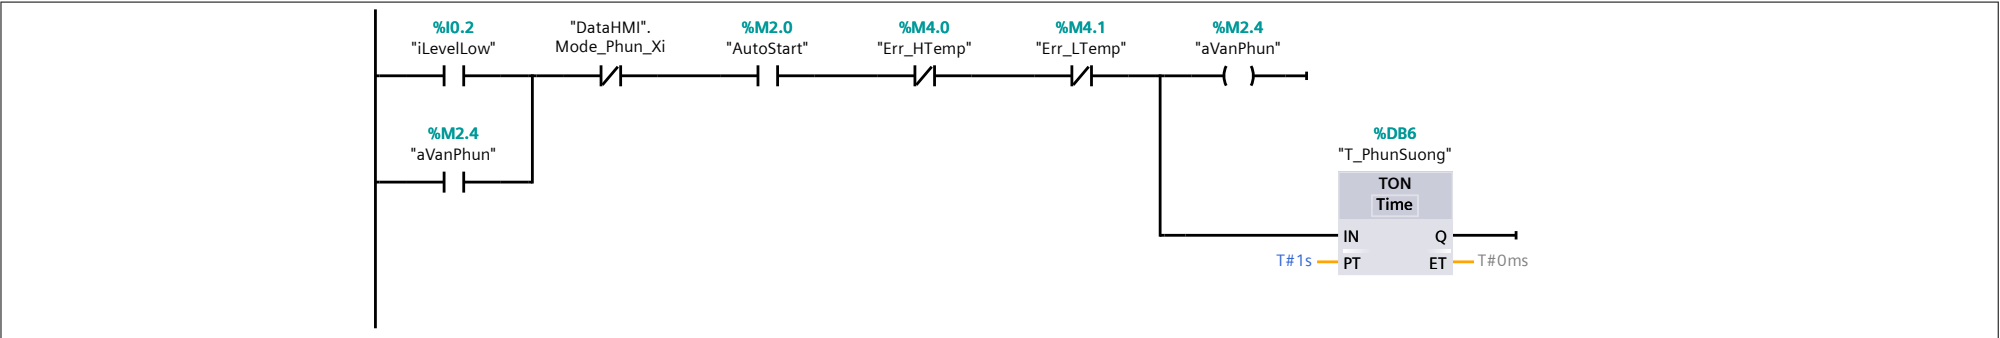 %I0.2
"iLevelLow"
"DataHMI".
Mode_Phun_Xi
%M2.0
"AutoStart"
%M4.0
"Err_HTemp"
%M4.1
"Err_LTemp"
%M2.4
"aVanPhun"
%M2.4
"aVanPhun"
%DB6
"T_PhunSuong"
TON
Time
IN
Q
T#1s
PT
ET
T#0ms